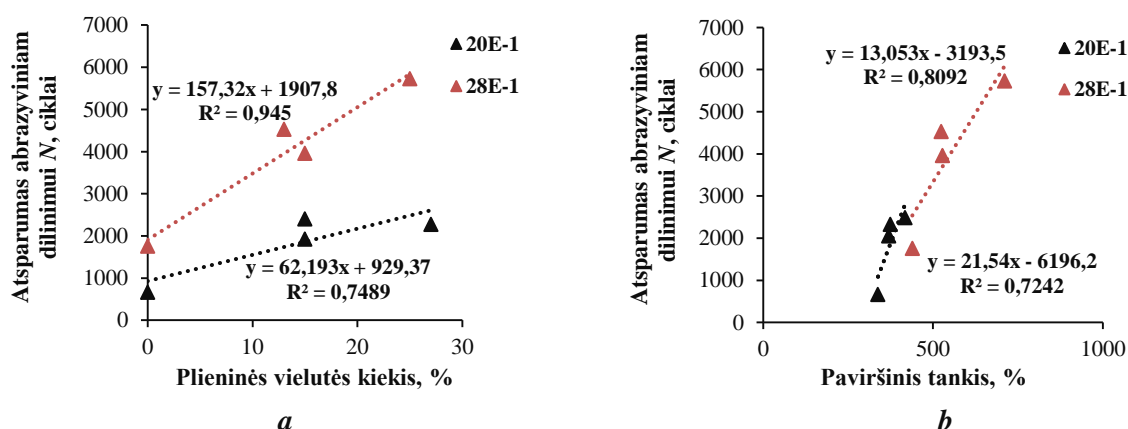 Atsparumas abrazyviniam
dilinimui N, ciklai
7000
6000
5000
4000
3000
2000
1000
0
0
10
20
30
Plieninės vielutės kiekis, %
20E-1
28E-1
y = 157,32x + 1907,8
R² = 0,945
y = 62,193x + 929,37
R² = 0,7489
a
Atsparumas abrazyviniam
dilinimui N, ciklai
7000
6000
5000
4000
3000
2000
1000
0
0
500
1000
Paviršinis tankis, %
20E-1
28E-1
y = 13,053x - 3193,5
R² = 0,8092
y = 21,54x - 6196,2
R² = 0,7242
b